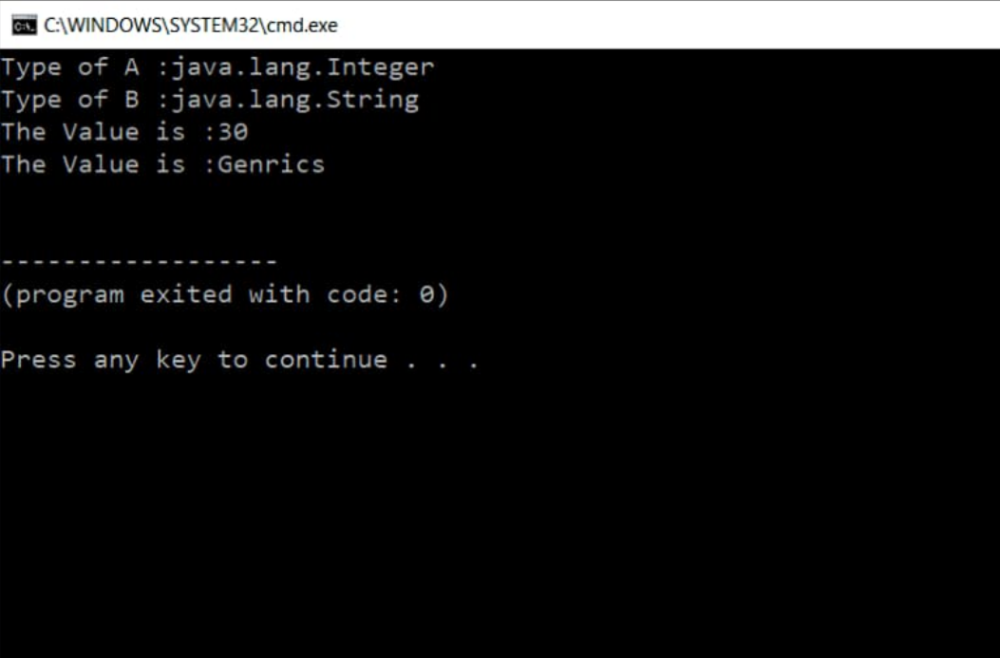 C:\WINDOWS\SYSTEM32\cmd.exe
Type of A :java.lang.Integer
Type of B :java.lang.String
The Value is :30
The Value is :Genrics
------------------
(program exited with code: 0)
Press any key to continue . . .